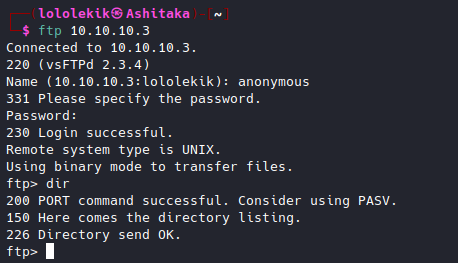 (lololekik㉿Ashitaka)-[~]
$ ftp 10.10.10.3
Connected to 10.10.10.3.
220 (vsFTPd 2.3.4)
Name (10.10.10.3:lololekik): anonymous
331 Please specify the password.
Password:
230 Login successful.
Remote system type is UNIX.
Using binary mode to transfer files.
ftp> dir
200 PORT command successful. Consider using PASV.
150 Here comes the directory listing.
226 Directory send OK.
ftp>